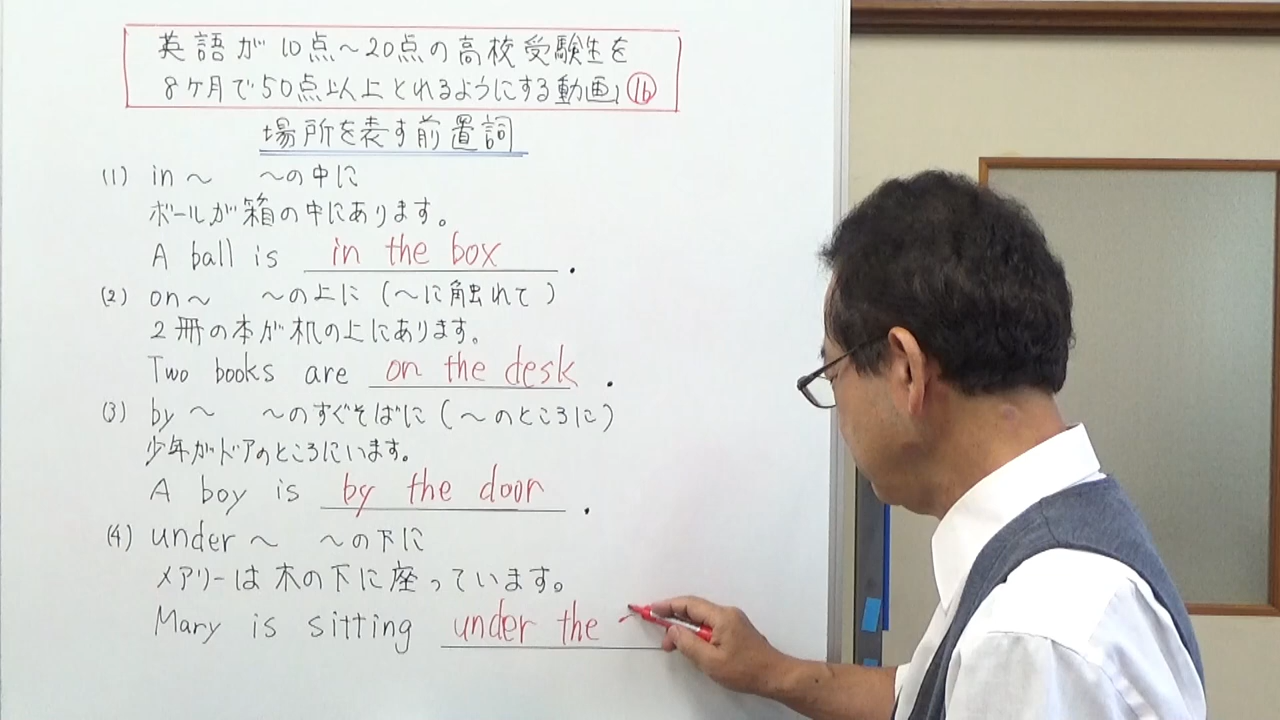 英語が10点〜20点の高校受験生を
8ケ月で50点以上とれるようにする動画」⑯
場所を表す前置詞
(1) in 〜 〜の中に
ボールが箱の中にあります。
A ball is in the box .
(2) on 〜 〜の上に (〜に触れて)
2冊の本が机の上にあります。
Two books are on the desk .
(3) by 〜 〜のすぐそばに (〜のところに)
少年がドアのところにいます。
A boy is by the door .
(4) under 〜 〜の下に
メアリーは木の下に座っています。
Mary is sitting under the